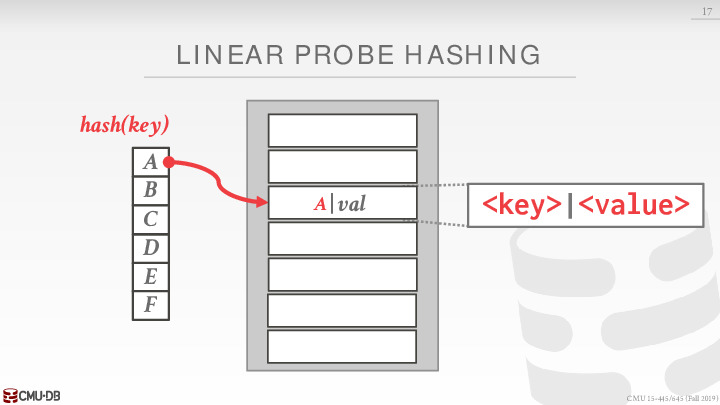 17
LINEAR PROBE HASHING
hash(key)
A
B
C
D
E
F
A|val
<key>|<value>
CMU·DB
CMU 15-445/645 (Fall 2019)